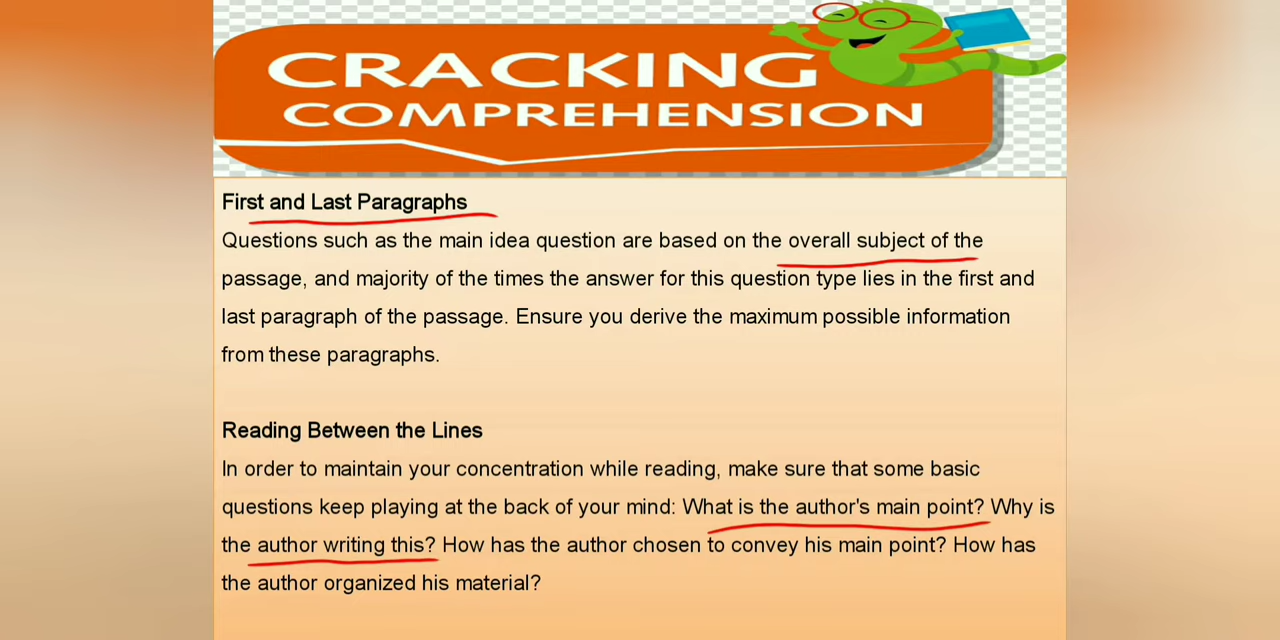 CRACKING
COMPREHENSION
First and Last Paragraphs
Questions such as the main idea question are based on the overall subject of the
passage, and majority of the times the answer for this question type lies in the first and
last paragraph of the passage. Ensure you derive the maximum possible information
from these paragraphs.
Reading Between the Lines
In order to maintain your concentration while reading, make sure that some basic
questions keep playing at the back of your mind: What is the author's main point? Why is
the author writing this? How has the author chosen to convey his main point? How has
the author organized his material?